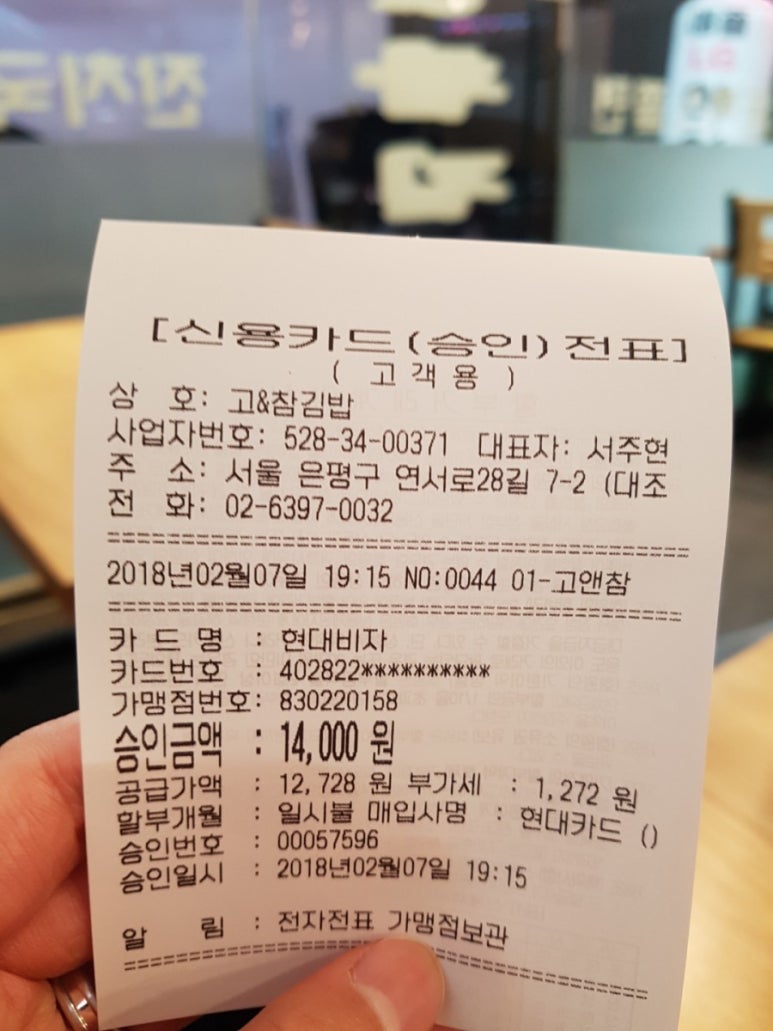 잔치국
[신용카드(승인)전표]
( 고객용 )
상 호: 고&참김밥
사업자번호: 528-34-00371 대표자: 서주현
주 소: 서울 은평구 연서로28길 7-2 (대조
전 화: 02-6397-0032
2018년02월07일 19:15 NO:0044 01-고앤참
카 드 명 : 현대비자
카드번호 : 402822**********
가맹점번호: 830220158
승인금액 : 14,000 원
공급가액 : 12,728 원 부가세 : 1,272 원
할부개월 : 일시불 매입사명 : 현대카드 ()
승인번호 : 00057596
승인일시 : 2018년02월07일 19:15
알 림 : 전자전표 가맹점보관